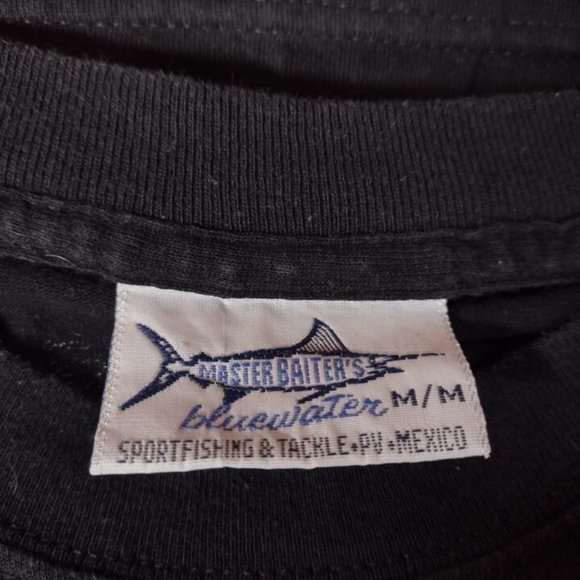 MASTER BAITER'S
bluewater M/M
SPORTFISHING & TACKLE•PV•MEXICO